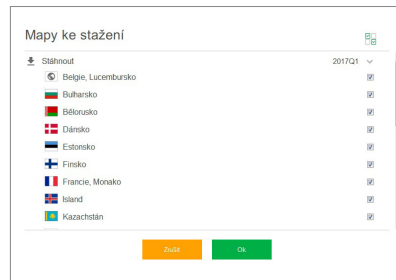 Mapy ke stažení
Stáhnout 2017Q1
Belgie, Lucembursko
Bulharsko
Bělorusko
Dánsko
Estonsko
Finsko
Francie, Monako
Island
Kazachstán
Zrušit Ok